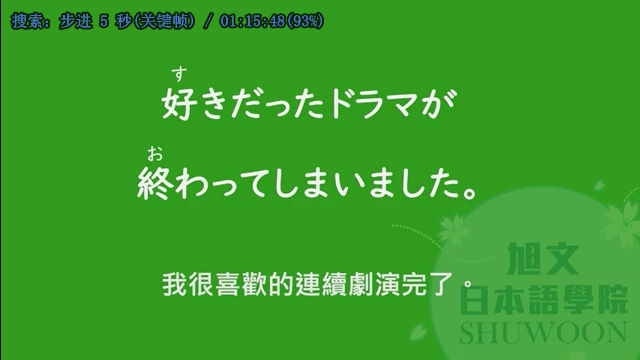 搜索: 步进 5 秒(关键帧) / 01:15:48(93%)
す
好きだったドラマが
お
終わってしまいました。
我很喜歡的連續劇演完了。
旭文
日本語學院
SHUWOON